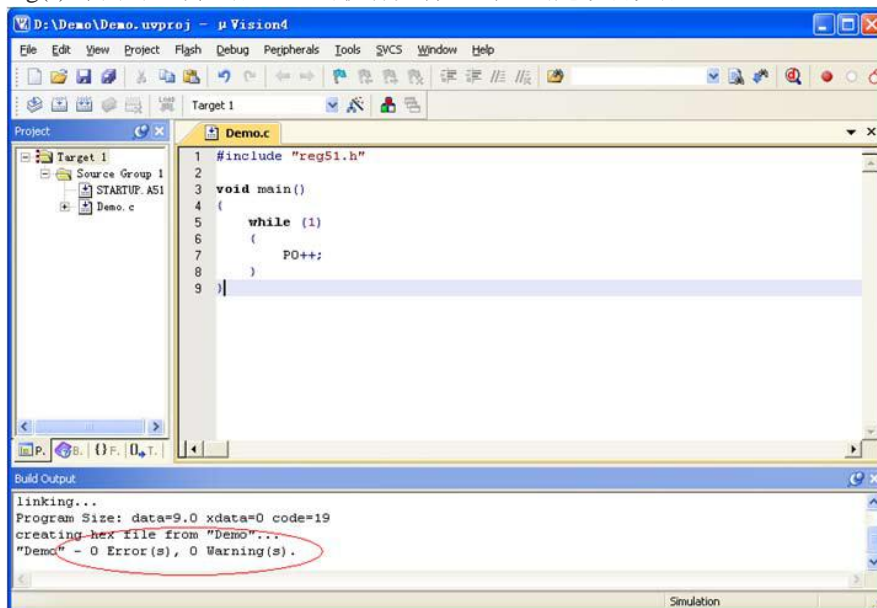 D:\Demo\Demo.uvproj - µVision4
File Edit View Project Flash Debug Peripherals Tools SVCS Window Help
Target 1
Project
Demo.c
Target 1
Source Group 1
STARTUP.A51
Demo.c
1 #include "reg51.h"
2
3 void main()
4 {
5 while (1)
6 {
7 P0++;
8 }
9 }
P. B. {} F. 0 T.
Build Output
linking...
Program Size: data=9.0 xdata=0 code=19
creating hex file from "Demo"...
"Demo" - 0 Error(s), 0 Warning(s).
Simulation